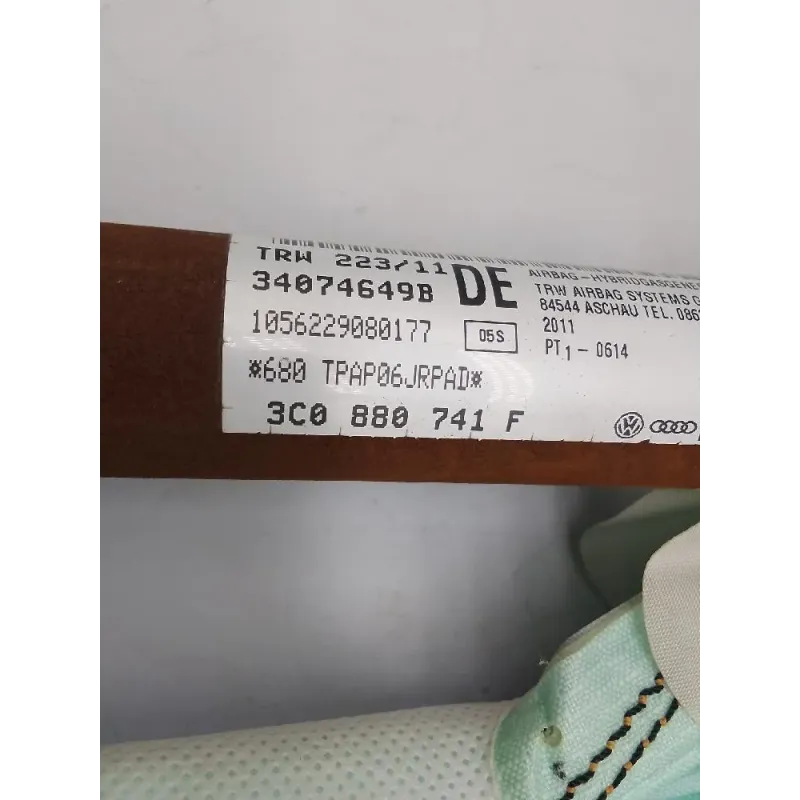 TRW 223/11
34074649B
DE
1056229080177
05S
*680 TPAP06JRPAD*
3C0 880 741 F
AIRBAG-HYBRIDGASGENE
TRW AIRBAG SYSTEMS G
84544 ASCHAU TEL. 086
2011
PT1-0614